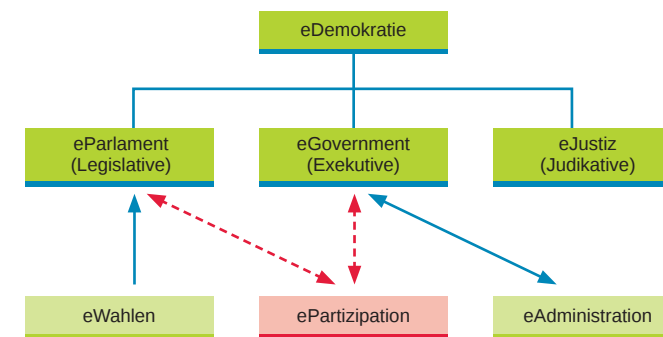 eDemokratie
eParlament
(Legislative)
eGovernment
(Exekutive)
eJustiz
(Judikative)
eWahlen
ePartizipation
eAdministration